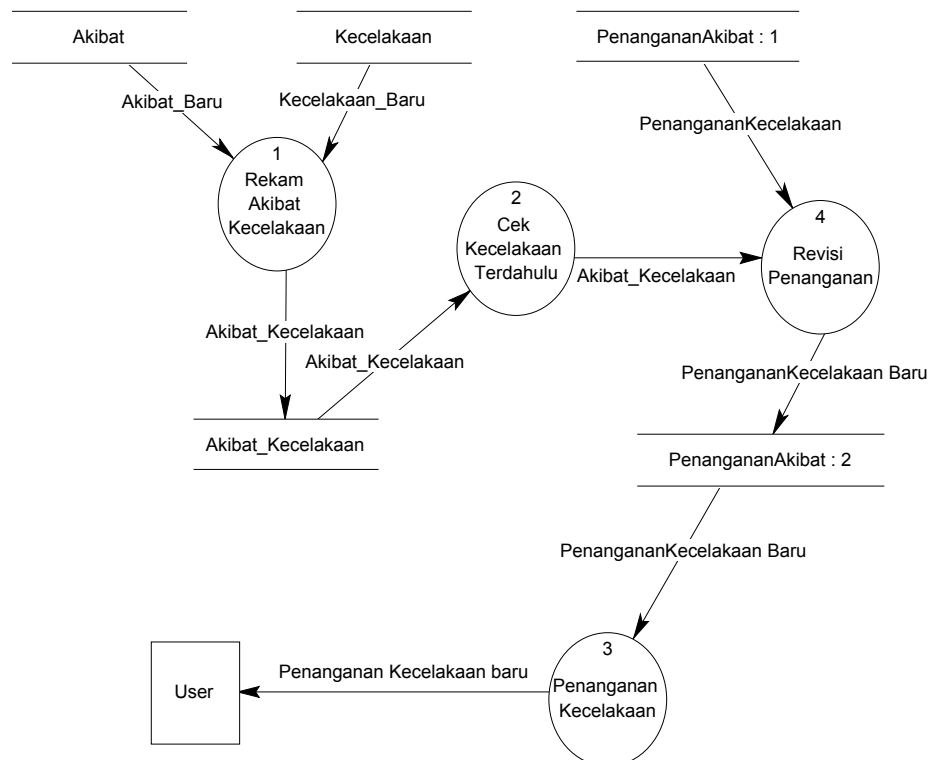 Akibat
Kecelakaan
PenangananAkibat : 1
Akibat_Baru
Kecelakaan_Baru
PenangananKecelakaan
1
Rekam
Akibat
Kecelakaan
2
Cek
Kecelakaan
Terdahulu
4
Revisi
Penanganan
Akibat_Kecelakaan
Akibat_Kecelakaan
Akibat_Kecelakaan
PenangananKecelakaan Baru
Akibat_Kecelakaan
PenangananAkibat : 2
PenangananKecelakaan Baru
3
Penanganan
Kecelakaan
Penanganan Kecelakaan baru
User